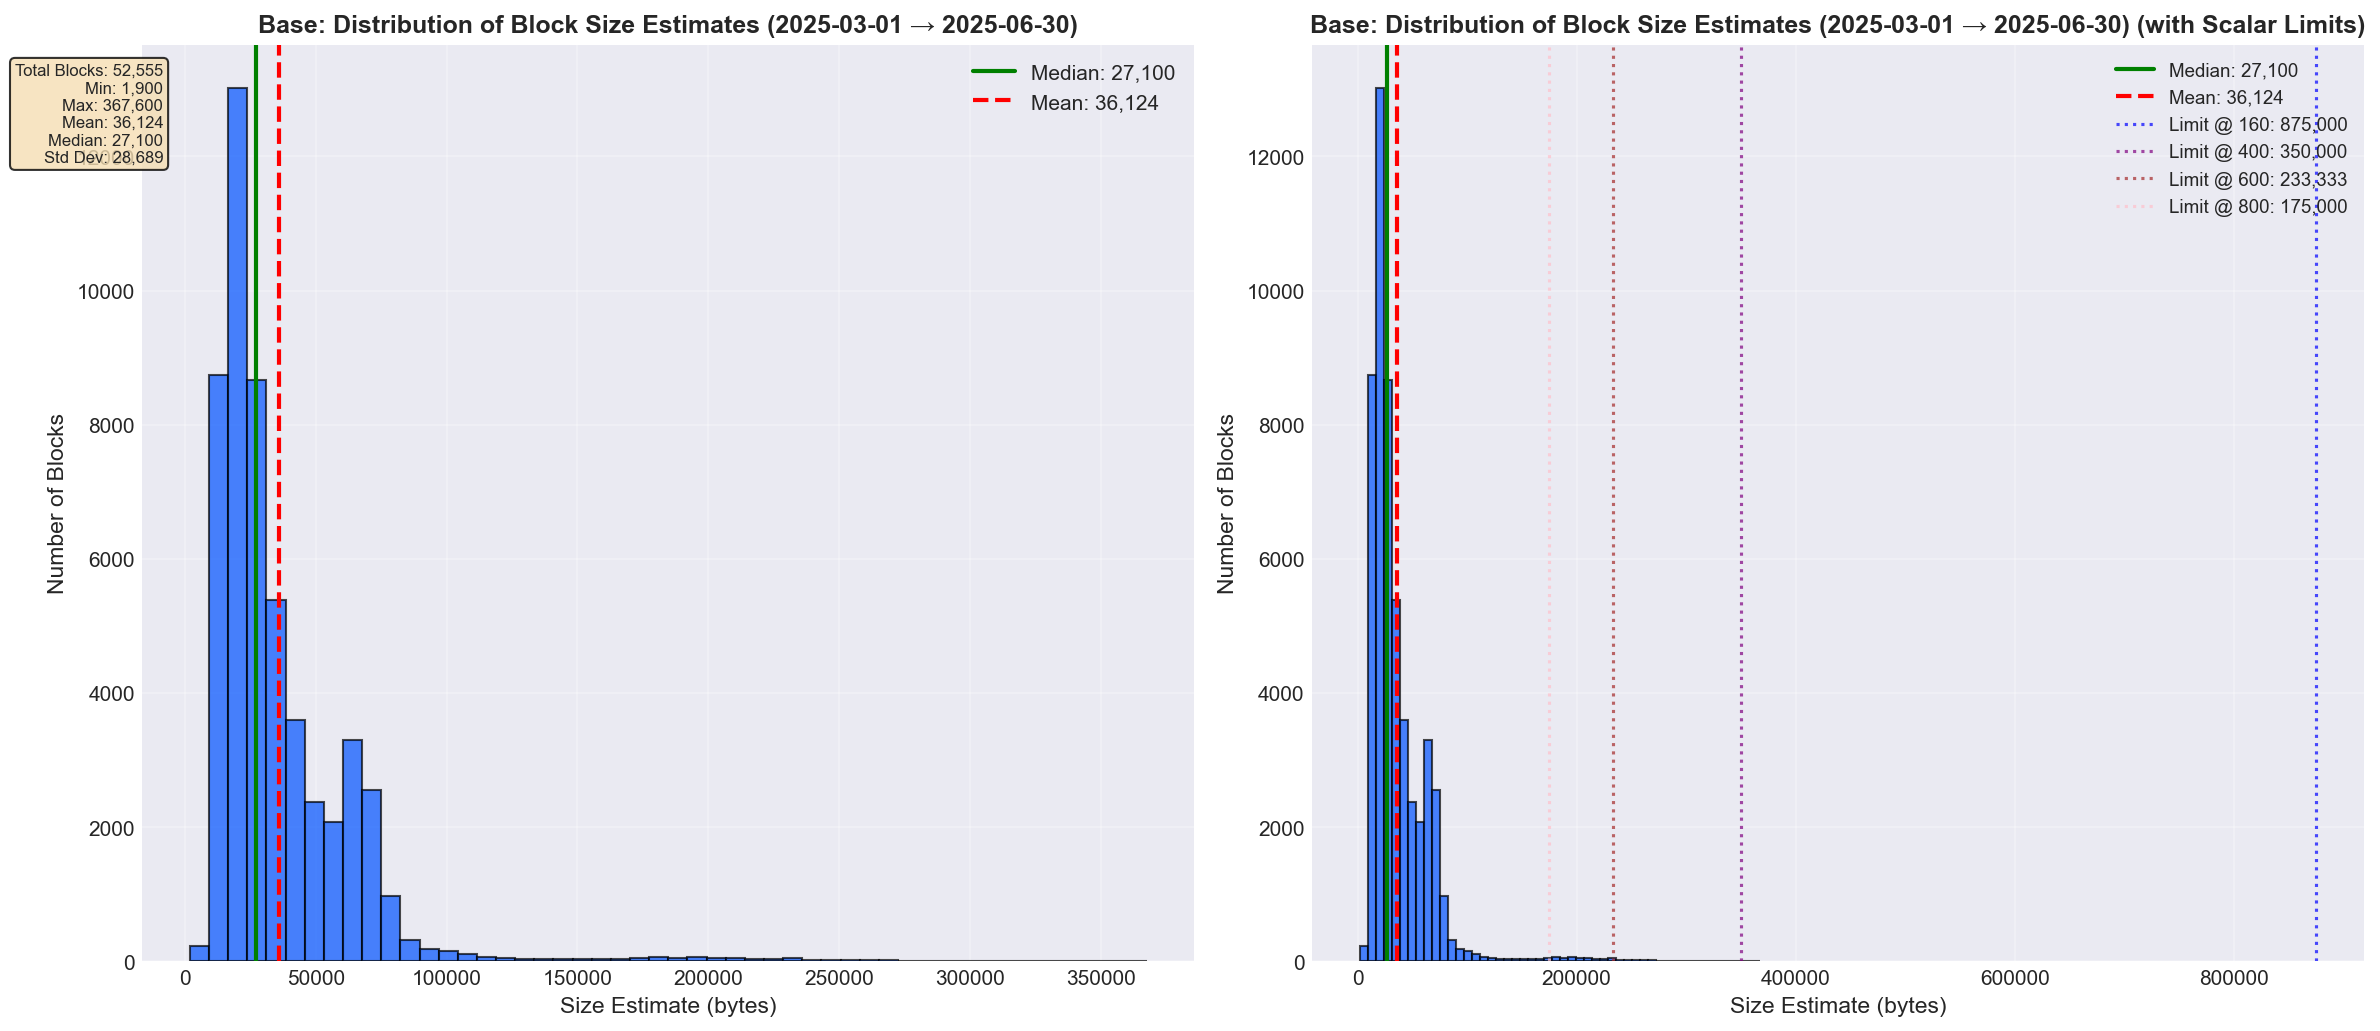 Base: Distribution of Block Size Estimates (2025-03-01 → 2025-06-30)
Total Blocks: 52,555
Min: 1,900
Max: 367,600
Mean: 36,124
Median: 27,100
Std Dev: 28,689
Median: 27,100
Mean: 36,124
Number of Blocks
12000
10000
8000
6000
4000
2000
0
0 50000 100000 150000 200000 250000 300000 350000
Size Estimate (bytes)
Base: Distribution of Block Size Estimates (2025-03-01 → 2025-06-30) (with Scalar Limits)
Median: 27,100
Mean: 36,124
Limit @ 160: 875,000
Limit @ 400: 350,000
Limit @ 600: 233,333
Limit @ 800: 175,000
Number of Blocks
12000
10000
8000
6000
4000
2000
0
0 200000 400000 600000 800000
Size Estimate (bytes)